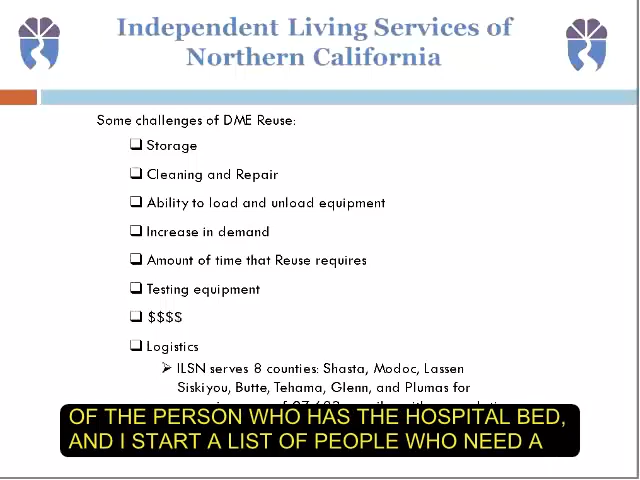 Independent Living Services of
Northern California
Some challenges of DME Reuse:
❑ Storage
❑ Cleaning and Repair
❑ Ability to load and unload equipment
❑ Increase in demand
❑ Amount of time that Reuse requires
❑ Testing equipment
❑ $$$$
❑ Logistics
➢ ILSN serves 8 counties: Shasta, Modoc, Lassen
Siskiyou, Butte, Tehama, Glenn, and Plumas for
OF THE PERSON WHO HAS THE HOSPITAL BED,
AND I START A LIST OF PEOPLE WHO NEED A